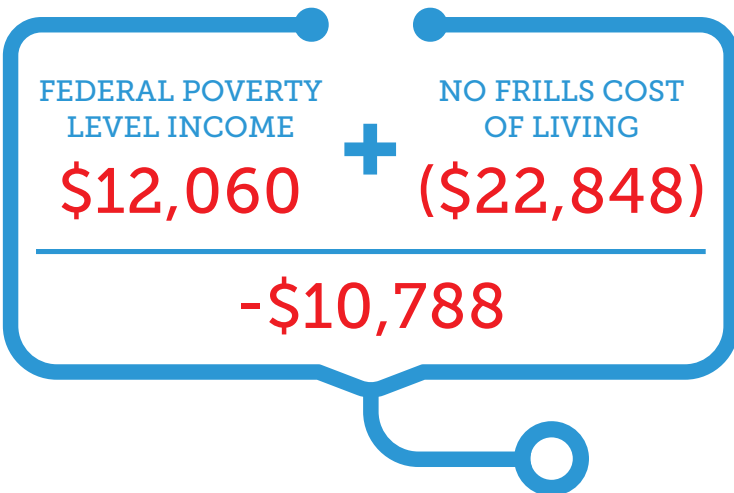 FEDERAL POVERTY
LEVEL INCOME
$12,060
+
NO FRILLS COST
OF LIVING
($22,848)
-$10,788